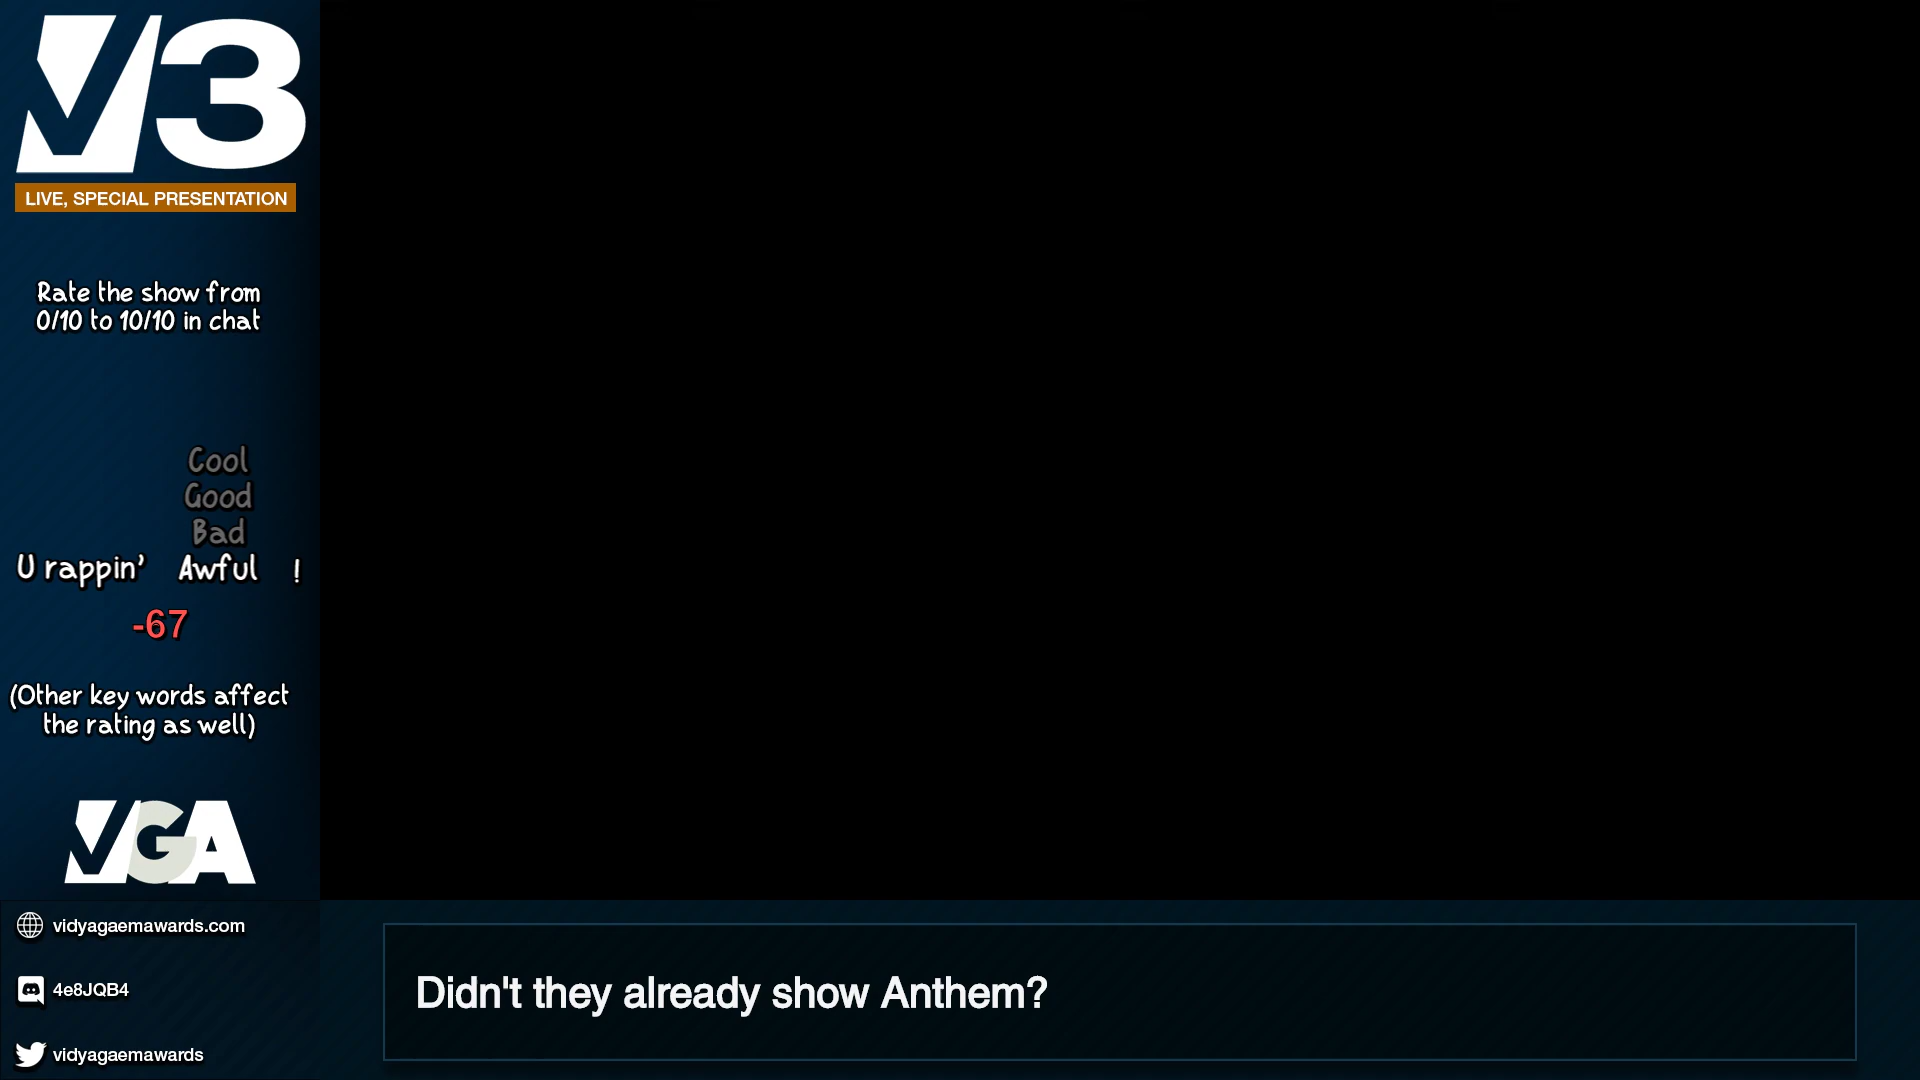 V3
LIVE, SPECIAL PRESENTATION
Rate the show from
0/10 to 10/10 in chat
Cool
Good
Bad
U rappin' Awful !
-67
(Other key words affect
the rating as well)
VGA
vidyagaemawards.com
4e8JQB4
vidyagaemawards
Didn't they already show Anthem?